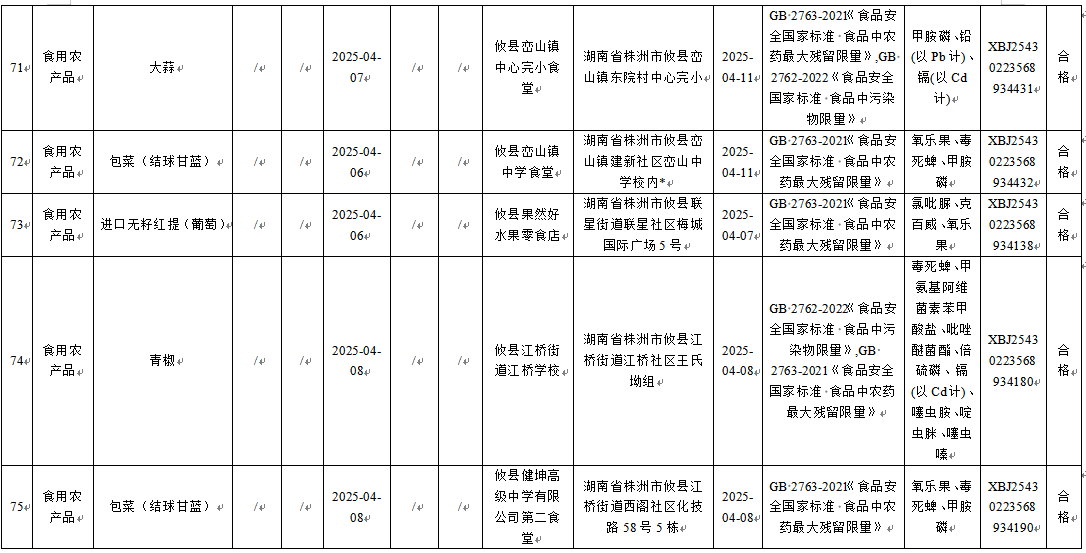 71
食用农
产品
大蒜
/
/
2025-04-
07
/
/
攸县峦山镇
中心完小食
堂
湖南省株洲市攸县峦
山镇东院村中心完小
2025-
04-11
GB 2763-2021《食品安
全国家标准 食品中农
药最大残留限量》,GB
2762-2022《食品安全
国家标准 食品中污染
物限量》
甲胺磷、铅
(以 Pb 计)、
镉(以 Cd
计)
XBJ2543
0223568
934431
合
格
72
食用农
产品
包菜（结球甘蓝）
/
/
2025-04-
06
/
/
攸县峦山镇
中学食堂
湖南省株洲市攸县峦
山镇建新社区峦山中
学校内*
2025-
04-11
GB 2763-2021《食品安
全国家标准 食品中农
药最大残留限量》
氧乐果、毒
死蜱、甲胺
磷
XBJ2543
0223568
934432
合
格
73
食用农
产品
进口无籽红提（葡萄）
/
/
2025-04-
06
/
/
攸县果然好
水果零食店
湖南省株洲市攸县联
星街道联星社区梅城
国际广场 5 号
2025-
04-07
GB 2763-2021《食品安
全国家标准 食品中农
药最大残留限量》
氯吡脲、克
百威、氧乐
果
XBJ2543
0223568
934138
合
格
74
食用农
产品
青椒
/
/
2025-04-
08
/
/
攸县江桥街
道江桥学校
湖南省株洲市攸县江
桥街道江桥社区王氏
坳组
2025-
04-08
GB 2762-2022《食品安
全国家标准 食品中污
染物限量》,GB
2763-2021《食品安全
国家标准 食品中农药
最大残留限量》
毒死蜱、甲
氨基阿维
菌素苯甲
酸盐、吡唑
醚菌酯、倍
硫磷、镉
(以 Cd计)、
噻虫胺、啶
虫脒、噻虫
嗪
XBJ2543
0223568
934180
合
格
75
食用农
产品
包菜（结球甘蓝）
/
/
2025-04-
08
/
/
攸县健坤高
级中学有限
公司第二食
堂
湖南省株洲市攸县江
桥街道西阁社区化技
路 58 号 5 栋
2025-
04-08
GB 2763-2021《食品安
全国家标准 食品中农
药最大残留限量》
氧乐果、毒
死蜱、甲胺
磷
XBJ2543
0223568
934190
合
格